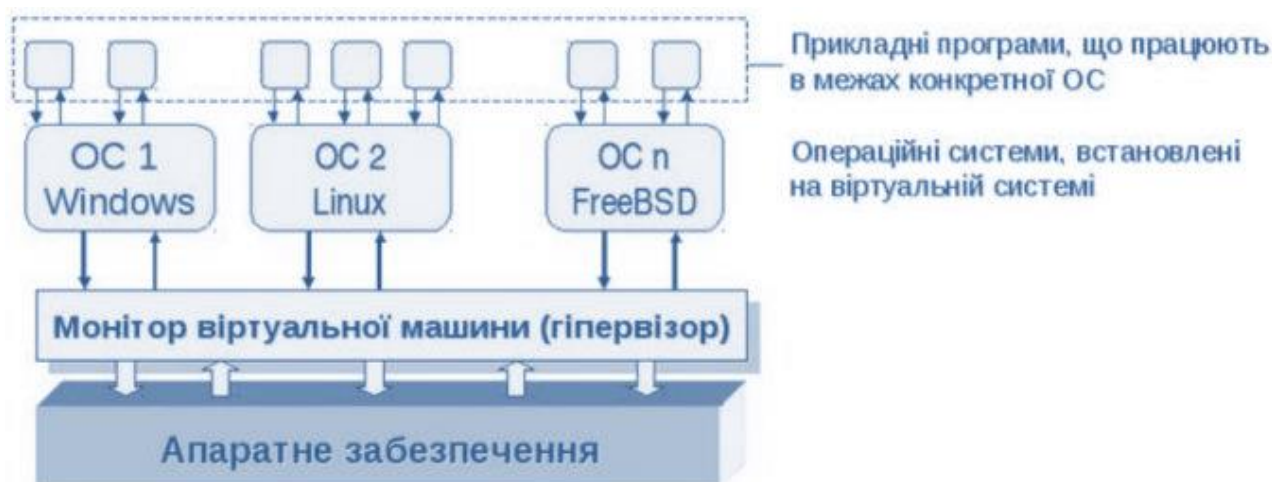 Прикладні програми, що працюють
в межах конкретної ОС
ОС 1
Windows
ОС 2
Linux
ОС n
FreeBSD
Операційні системи, встановлені
на віртуальній системі
Монітор віртуальної машини (гіпервізор)
Апаратне забезпечення